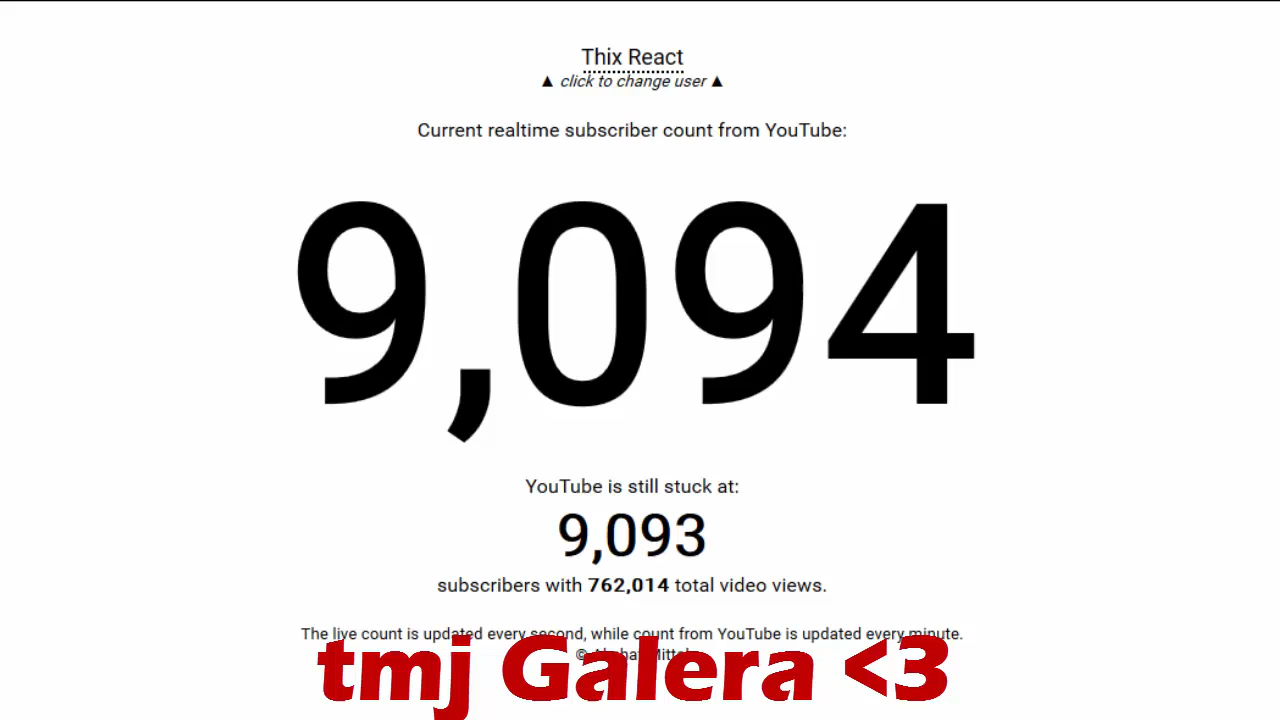 Thix React
▲ click to change user ▲
Current realtime subscriber count from YouTube:
9,094
YouTube is still stuck at:
9,093
subscribers with 762,014 total video views.
The live count is updated every second, while count from YouTube is updated every minute.
©
tmj Galera <3